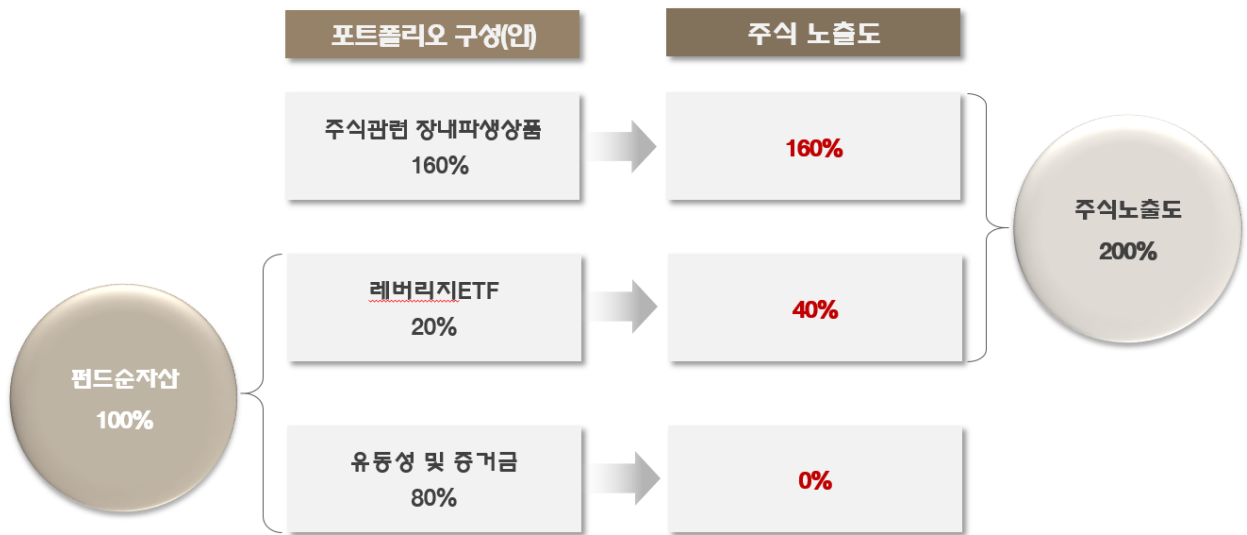 포트폴리오 구성(안)
주식 노출도
주식관련 장내파생상품
160%
160%
주식노출도
200%
레버리지ETF
20%
40%
펀드순자산
100%
유동성 및 증거금
80%
0%